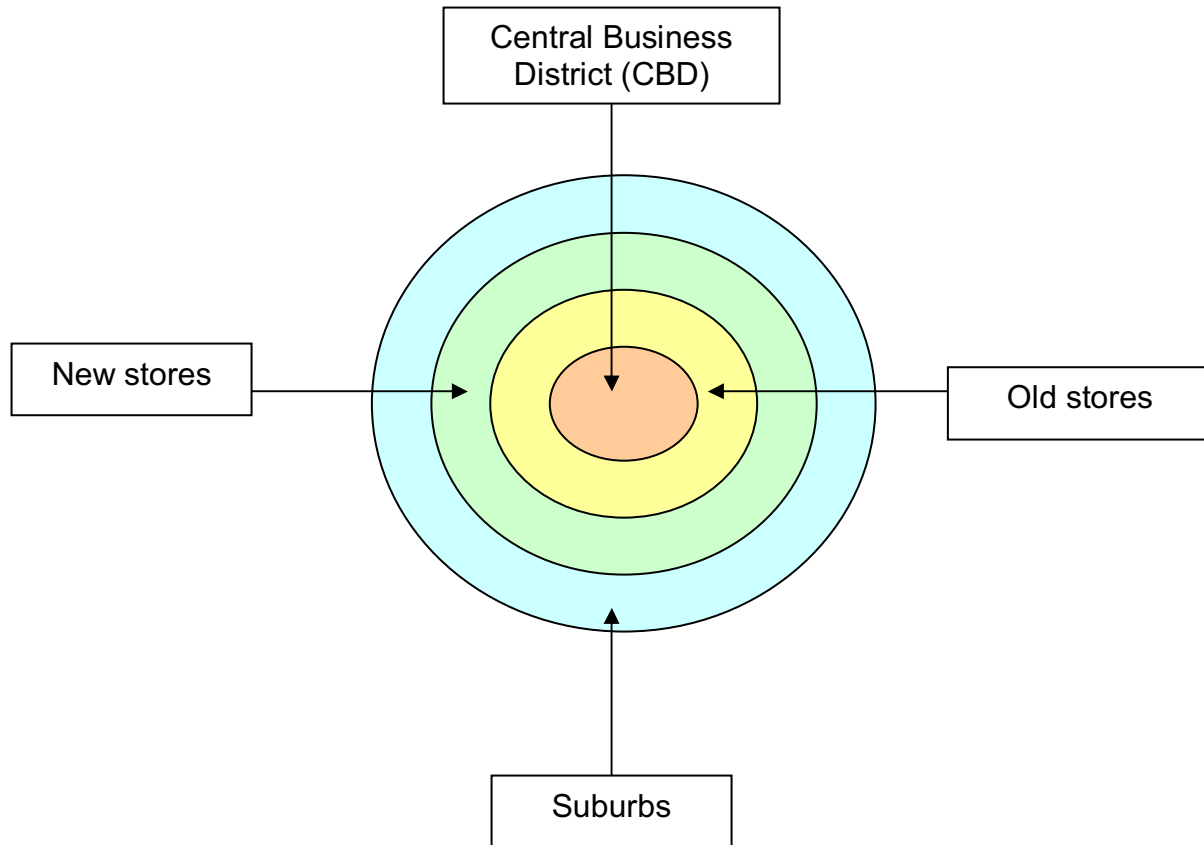 Central Business
District (CBD)
New stores
Old stores
Suburbs